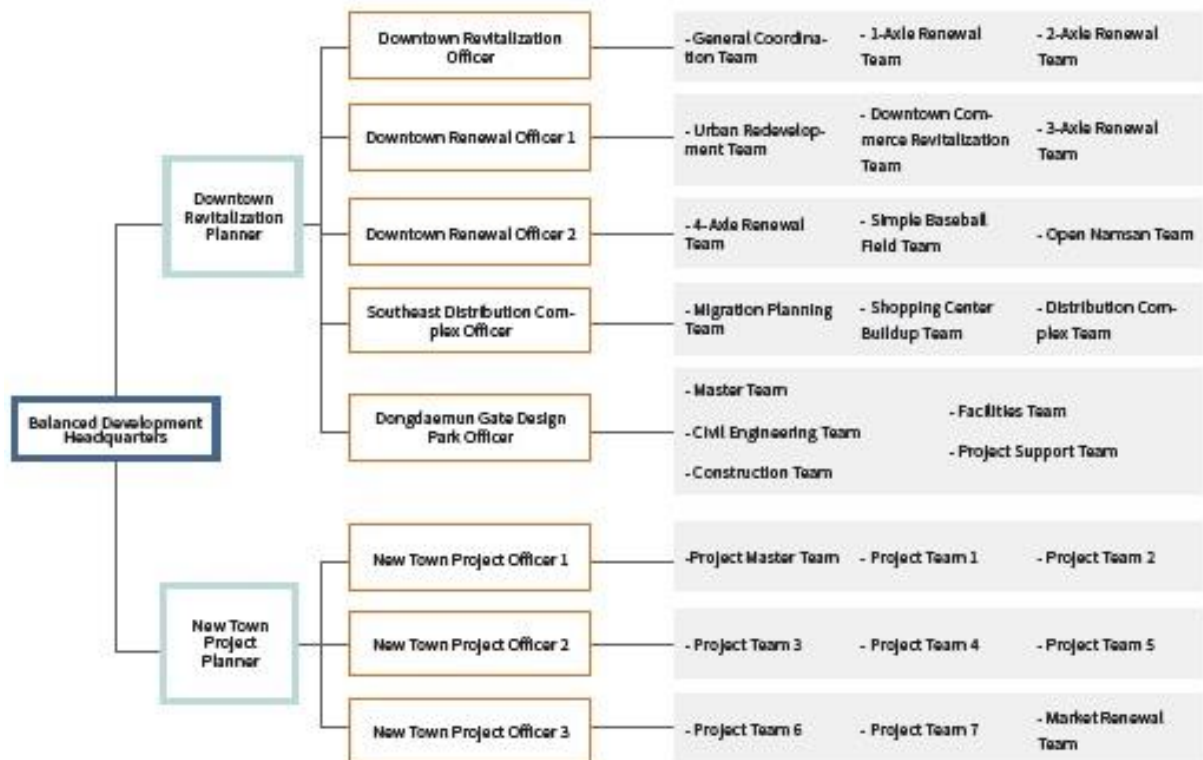 Downtown Revitalization
Officer
- General Coordina-
tion Team
- 1-Axle Renewal
Team
- 2-Axle Renewal
Team
Downtown Renewal Officer 1
- Urban Redevelop-
ment Team
- Downtown Com-
merce Revitalization
Team
- 3-Axle Renewal
Team
Downtown
Revitalization
Planner
Downtown Renewal Officer 2
- 4-Axle Renewal
Team
- Simple Baseball
Field Team
- Open Namsan Team
Southeast Distribution Com-
plex Officer
- Migration Planning
Team
- Shopping Center
Buildup Team
- Distribution Com-
plex Team
Balanced Development
Headquarters
Dongdaemun Gate Design
Park Officer
- Master Team
- Civil Engineering Team
- Construction Team
- Facilities Team
- Project Support Team
New Town
Project
Planner
New Town Project Officer 1
-Project Master Team
- Project Team 1
- Project Team 2
New Town Project Officer 2
- Project Team 3
- Project Team 4
- Project Team 5
New Town Project Officer 3
- Project Team 6
- Project Team 7
- Market Renewal
Team